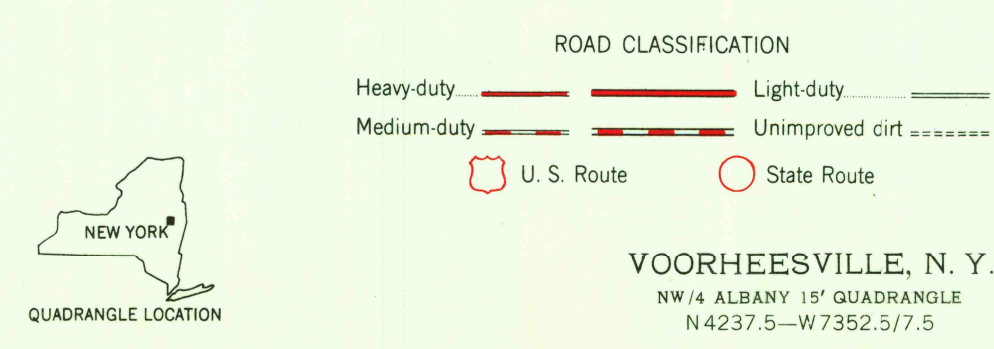 ROAD CLASSIFICATION
Heavy-duty Light-duty
Medium-duty Unimproved dirt
U. S. Route State Route
NEW YORK
QUADRANGLE LOCATION
VOORHEESVILLE, N. Y.
NW/4 ALBANY 15' QUADRANGLE
N4237.5—W7352.5/7.5